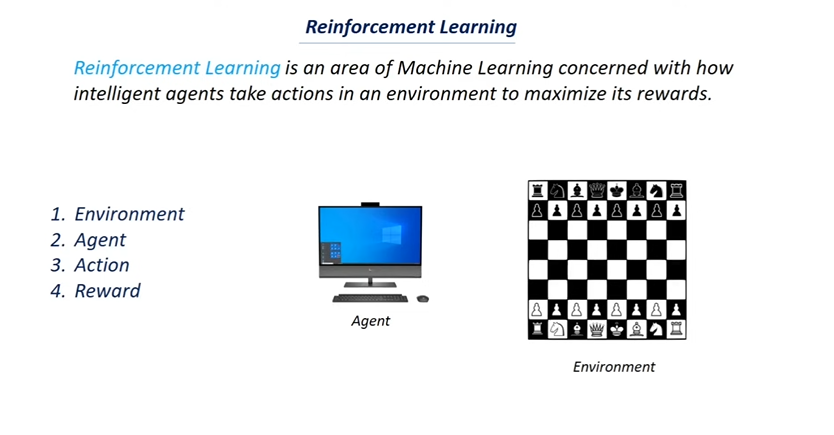 Reinforcement Learning
Reinforcement Learning is an area of Machine Learning concerned with how
intelligent agents take actions in an environment to maximize its rewards.
1. Environment
2. Agent
3. Action
4. Reward
Agent
Environment